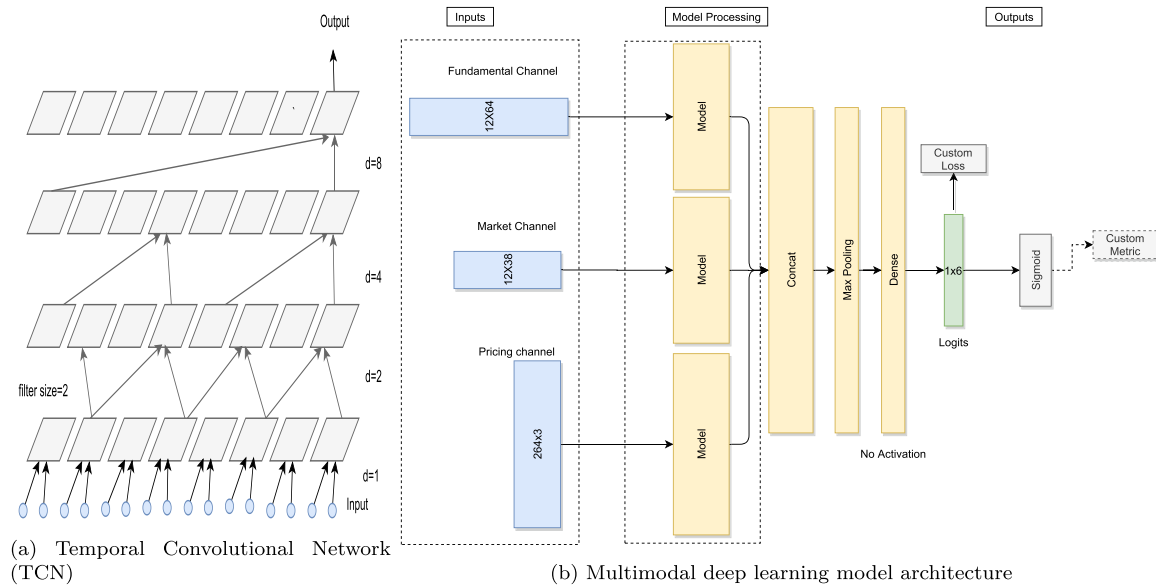 Output
d=8
d=4
d=2
filter size=2
d=1
Input
(a) Temporal Convolutional Network
(TCN)
Inputs
Model Processing
Outputs
Fundamental Channel
12X64
Model
Market Channel
12X38
Model
Pricing channel
264x3
Model
Concat
Max Pooling
Dense
No Activation
Custom
Loss
1x6
Logits
Sigmoid
Custom
Metric
(b) Multimodal deep learning model architecture